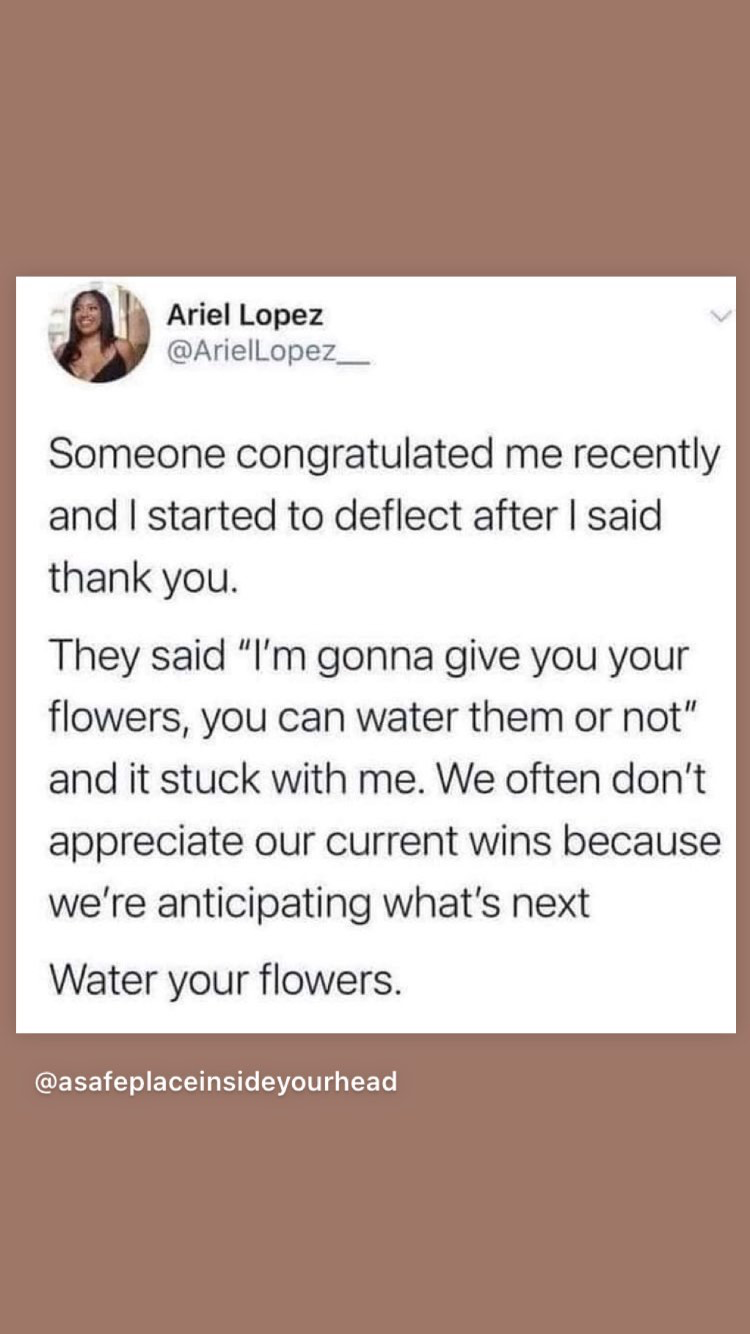 Ariel Lopez
@ArielLopez__
Someone congratulated me recently
and I started to deflect after I said
thank you.
They said "I'm gonna give you your
flowers, you can water them or not"
and it stuck with me. We often don't
appreciate our current wins because
we're anticipating what's next
Water your flowers.
@asafeplaceinsideyourhead